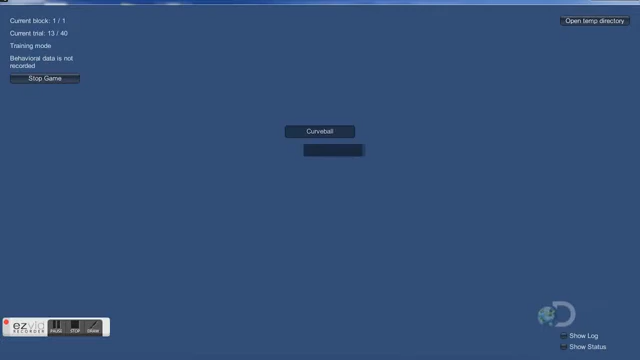 Current block: 1 / 1
Open temp directory
Current trial: 13 / 40
Training mode
Behavioral data is not
recorded
Stop Game
Curveball
ezvid
RECORDER
PAUSE
STOP
DRAW
D
Show Log
Show Status